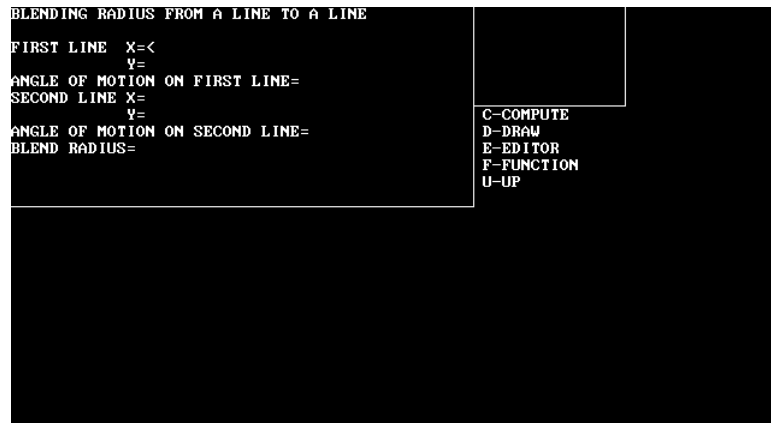 BLENDING RADIUS FROM A LINE TO A LINE
FIRST LINE X=<
Y=
ANGLE OF MOTION ON FIRST LINE=
SECOND LINE X=
Y=
ANGLE OF MOTION ON SECOND LINE=
BLEND RADIUS=
C-COMPUTE
D-DRAW
E-EDITOR
F-FUNCTION
U-UP